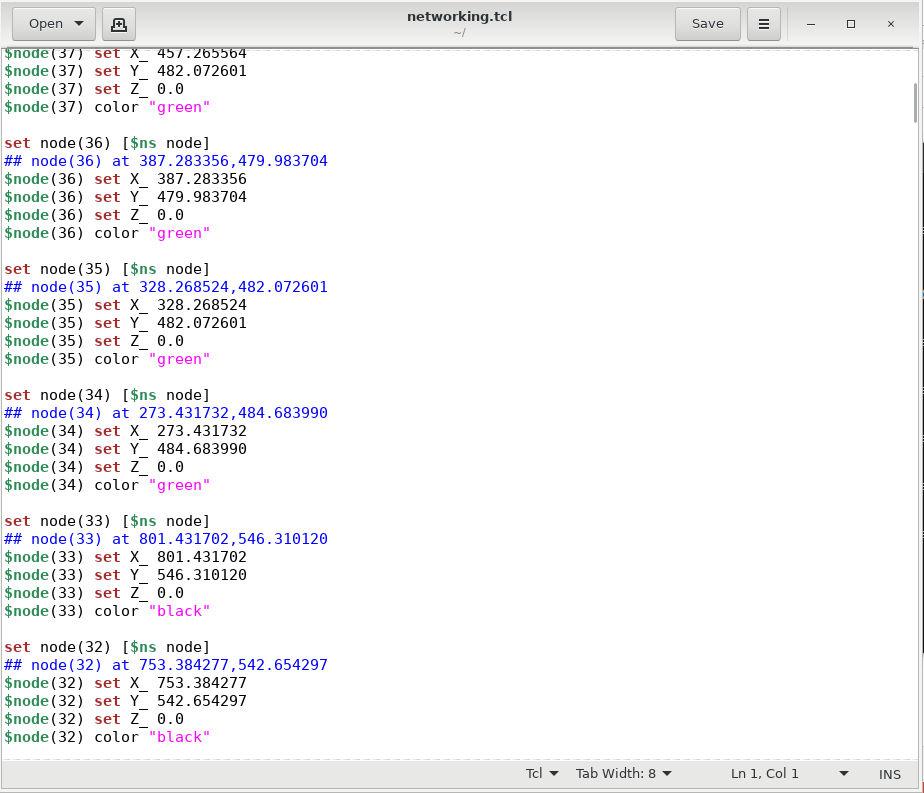 Open
networking.tcl
~/
Save
$node(37) set X_ 457.265564
$node(37) set Y_ 482.072601
$node(37) set Z_ 0.0
$node(37) color "green"
set node(36) [$ns node]
## node(36) at 387.283356,479.983704
$node(36) set X_ 387.283356
$node(36) set Y_ 479.983704
$node(36) set Z_ 0.0
$node(36) color "green"
set node(35) [$ns node]
## node(35) at 328.268524,482.072601
$node(35) set X_ 328.268524
$node(35) set Y_ 482.072601
$node(35) set Z_ 0.0
$node(35) color "green"
set node(34) [$ns node]
## node(34) at 273.431732,484.683990
$node(34) set X_ 273.431732
$node(34) set Y_ 484.683990
$node(34) set Z_ 0.0
$node(34) color "green"
set node(33) [$ns node]
## node(33) at 801.431702,546.310120
$node(33) set X_ 801.431702
$node(33) set Y_ 546.310120
$node(33) set Z_ 0.0
$node(33) color "black"
set node(32) [$ns node]
## node(32) at 753.384277,542.654297
$node(32) set X_ 753.384277
$node(32) set Y_ 542.654297
$node(32) set Z_ 0.0
$node(32) color "black"
Tcl Tab Width: 8 Ln 1, Col 1 INS